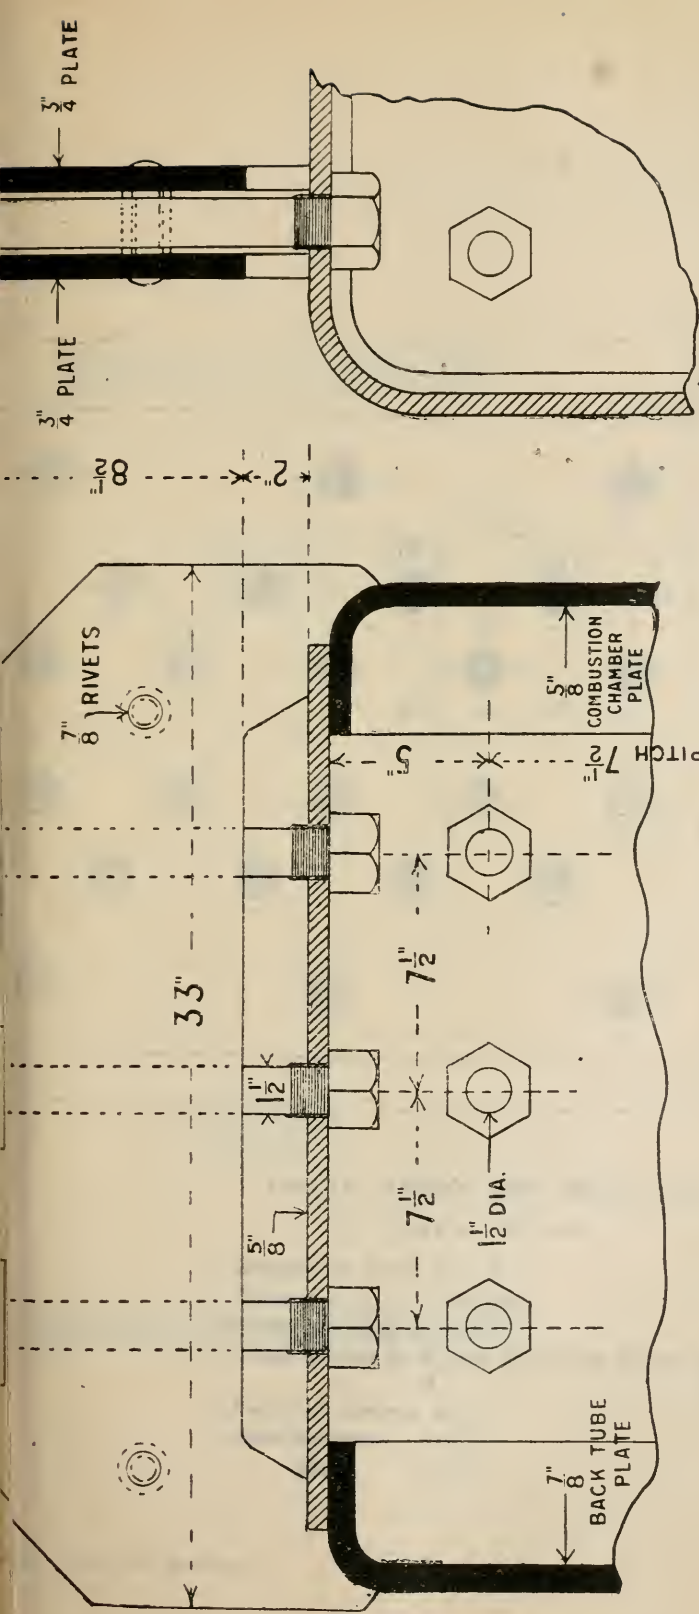 3/4" PLATE
3/4" PLATE
8 1/2"
2"
7/8" RIVETS
33"
5/8"
COMBUSTION
CHAMBER
PLATE
5"
PITCH 7 1/2"
7 1/2"
1 1/2"
7 1/2"
1 1/2" DIA.
5/8"
7/8"
BACK TUBE
PLATE